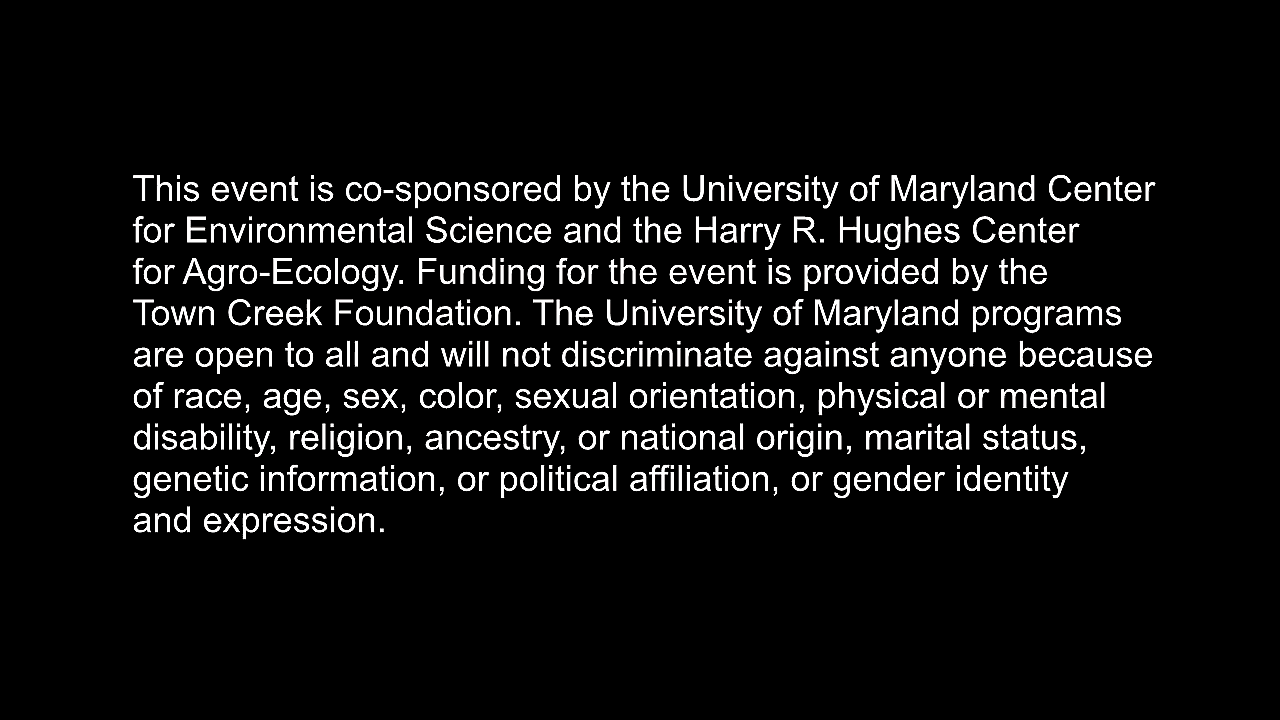 This event is co-sponsored by the University of Maryland Center
for Environmental Science and the Harry R. Hughes Center
for Agro-Ecology. Funding for the event is provided by the
Town Creek Foundation. The University of Maryland programs
are open to all and will not discriminate against anyone because
of race, age, sex, color, sexual orientation, physical or mental
disability, religion, ancestry, or national origin, marital status,
genetic information, or political affiliation, or gender identity
and expression.